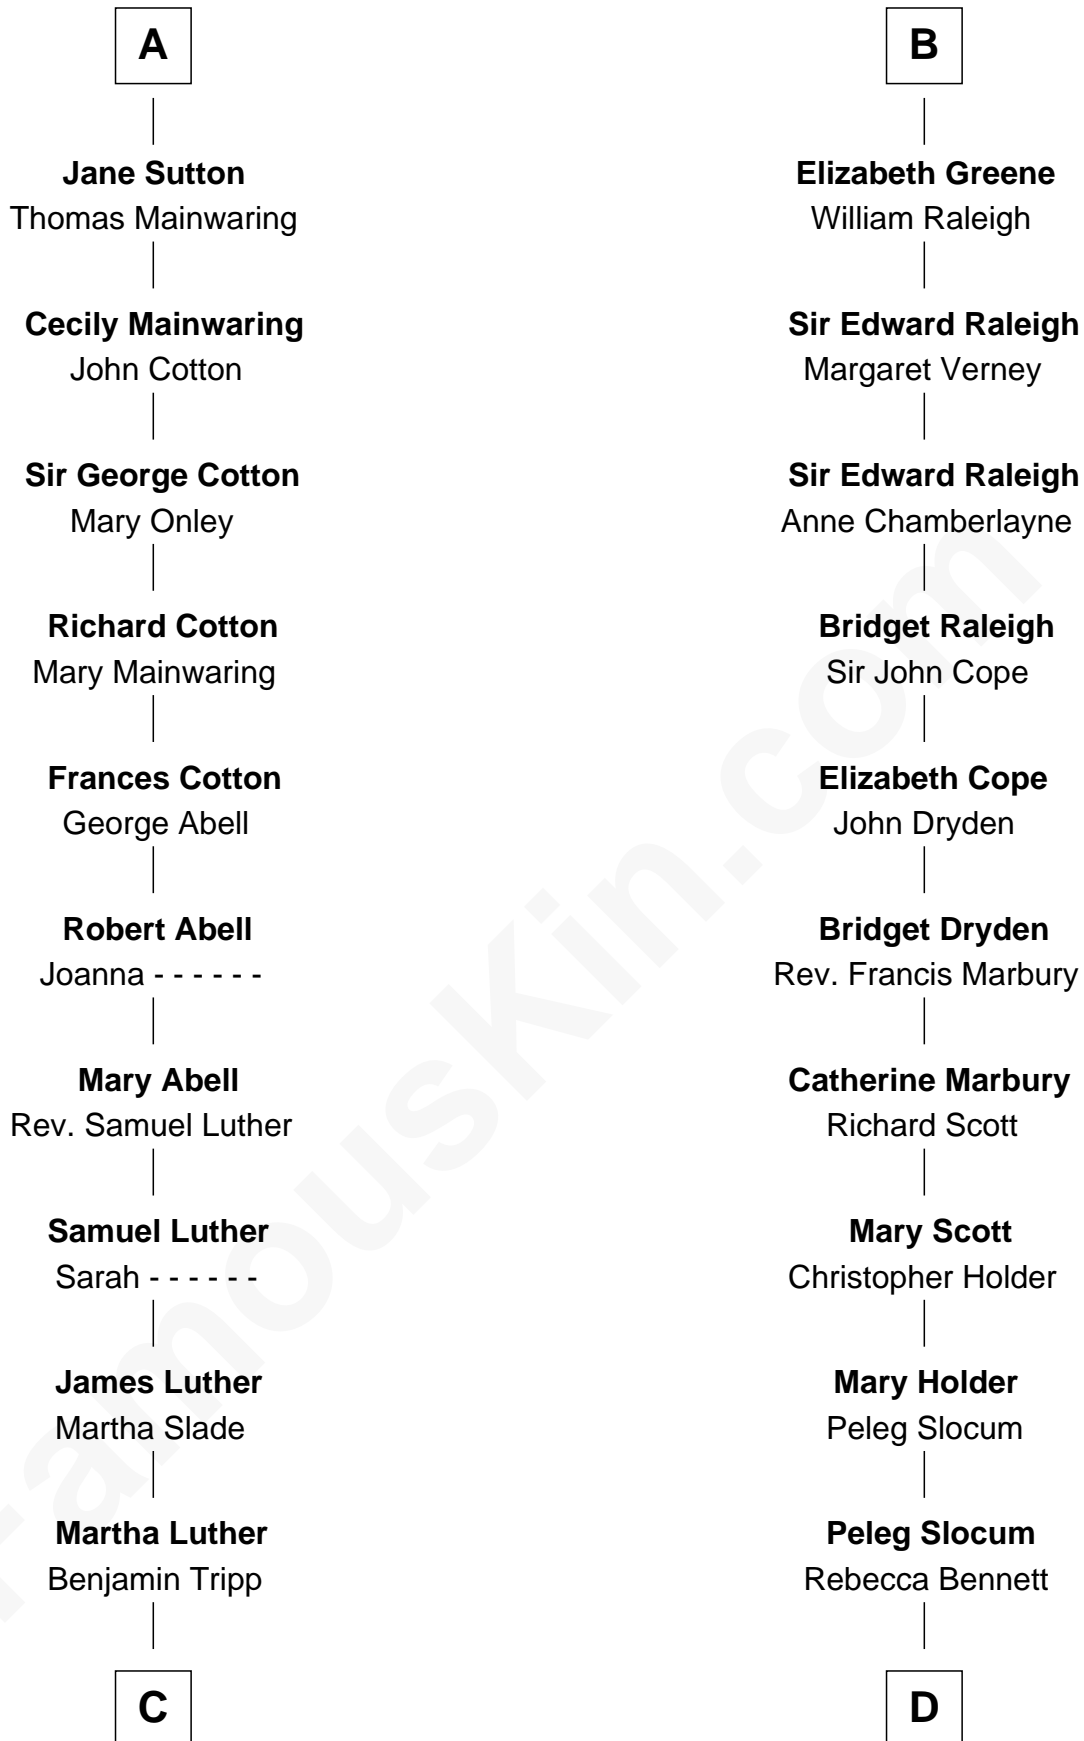 A
Jane Sutton
Thomas Mainwaring
Cecily Mainwaring
John Cotton
Sir George Cotton
Mary Onley
Richard Cotton
Mary Mainwaring
Frances Cotton
George Abell
Robert Abell
Joanna - - - - - -
Mary Abell
Rev. Samuel Luther
Samuel Luther
Sarah - - - - - -
James Luther
Martha Slade
Martha Luther
Benjamin Tripp
C
B
Elizabeth Greene
William Raleigh
Sir Edward Raleigh
Margaret Verney
Sir Edward Raleigh
Anne Chamberlayne
Bridget Raleigh
Sir John Cope
Elizabeth Cope
John Dryden
Bridget Dryden
Rev. Francis Marbury
Catherine Marbury
Richard Scott
Mary Scott
Christopher Holder
Mary Holder
Peleg Slocum
Peleg Slocum
Rebecca Bennett
D
FamousKin.com